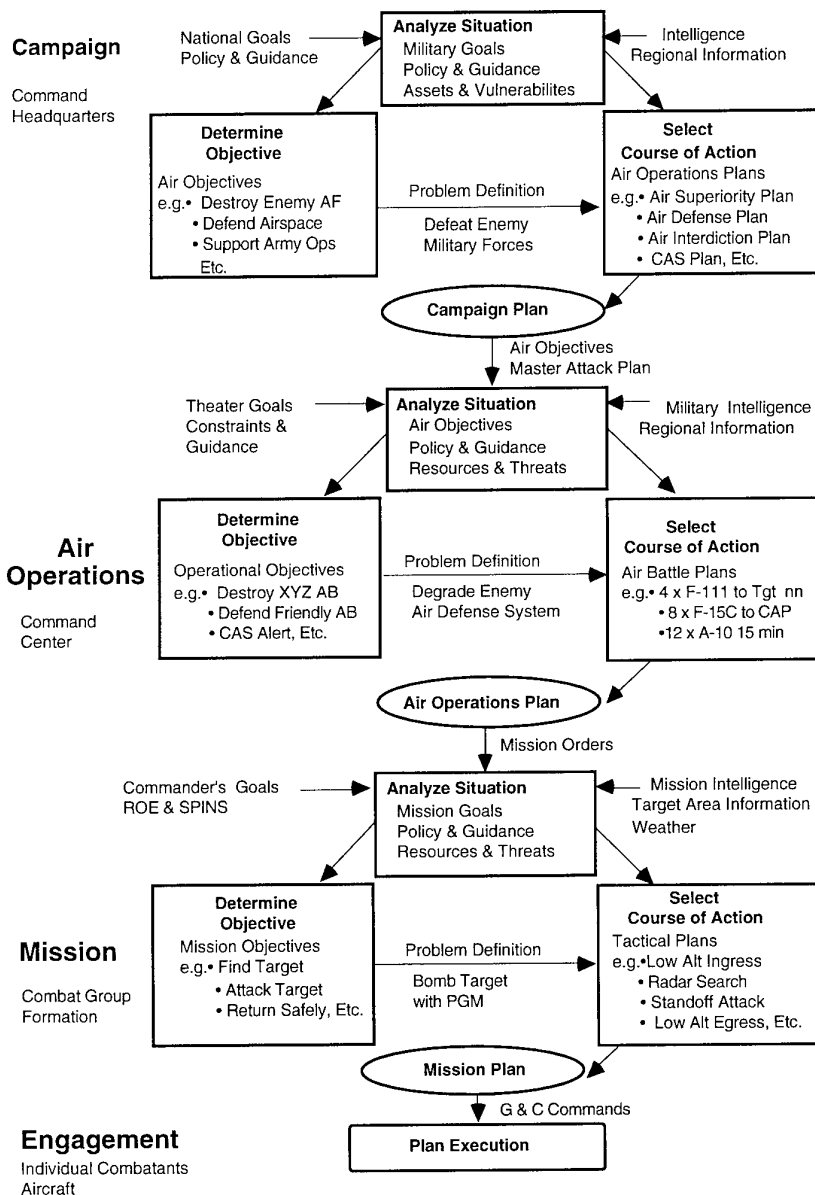 Campaign
Command
Headquarters
National Goals
Policy & Guidance
Analyze Situation
Military Goals
Policy & Guidance
Assets & Vulnerabilites
Intelligence
Regional Information
Determine
Objective
Air Objectives
e.g.• Destroy Enemy AF
• Defend Airspace
• Support Army Ops
Etc.
Problem Definition
Defeat Enemy
Military Forces
Select
Course of Action
Air Operations Plans
e.g.• Air Superiority Plan
• Air Defense Plan
• Air Interdiction Plan
• CAS Plan, Etc.
Campaign Plan
Air Objectives
Master Attack Plan
Air
Operations
Command
Center
Theater Goals
Constraints &
Guidance
Analyze Situation
Air Objectives
Policy & Guidance
Resources & Threats
Military Intelligence
Regional Information
Determine
Objective
Operational Objectives
e.g.• Destroy XYZ AB
• Defend Friendly AB
• CAS Alert, Etc.
Problem Definition
Degrade Enemy
Air Defense System
Select
Course of Action
Air Battle Plans
e.g.• 4 x F-111 to Tgt nn
• 8 x F-15C to CAP
•12 x A-10 15 min
Air Operations Plan
Mission Orders
Mission
Combat Group
Formation
Commander's Goals
ROE & SPINS
Analyze Situation
Mission Goals
Policy & Guidance
Resources & Threats
Mission Intelligence
Target Area Information
Weather
Determine
Objective
Mission Objectives
e.g.• Find Target
• Attack Target
• Return Safely, Etc.
Problem Definition
Bomb Target
with PGM
Select
Course of Action
Tactical Plans
e.g.•Low Alt Ingress
• Radar Search
• Standoff Attack
• Low Alt Egress, Etc.
Mission Plan
G & C Commands
Engagement
Individual Combatants
Aircraft
Plan Execution